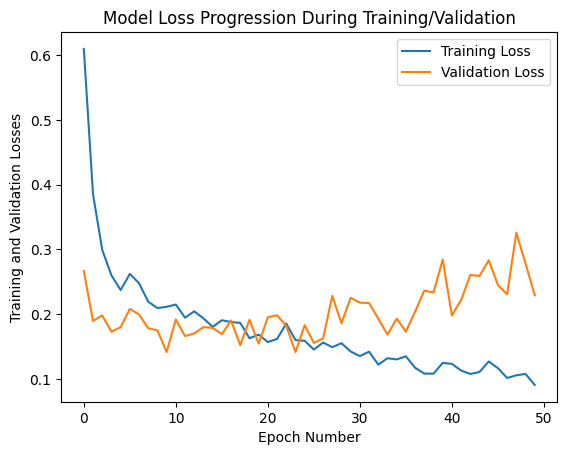 Model Loss Progression During Training/Validation
Training Loss
Validation Loss
Training and Validation Losses
0.6
0.5
0.4
0.3
0.2
0.1
0
10
20
30
40
50
Epoch Number